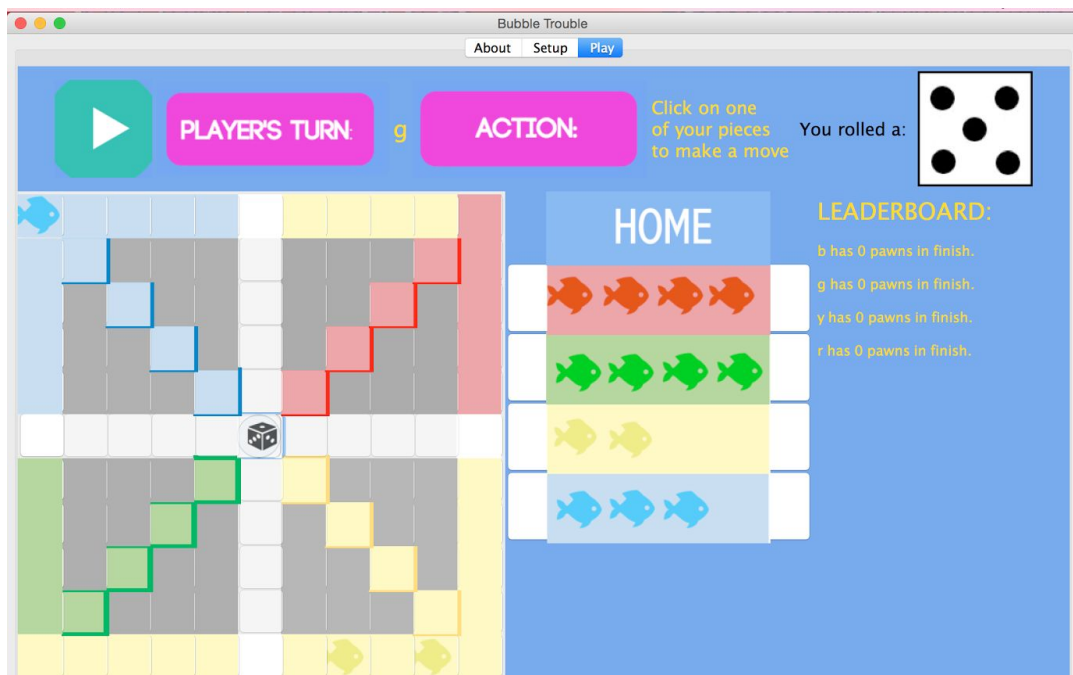 Bubble Trouble
About Setup Play
PLAYER'S TURN:
g
ACTION:
Click on one
of your pieces
to make a move
You rolled a:
HOME
LEADERBOARD:
b has 0 pawns in finish.
g has 0 pawns in finish.
y has 0 pawns in finish.
r has 0 pawns in finish.